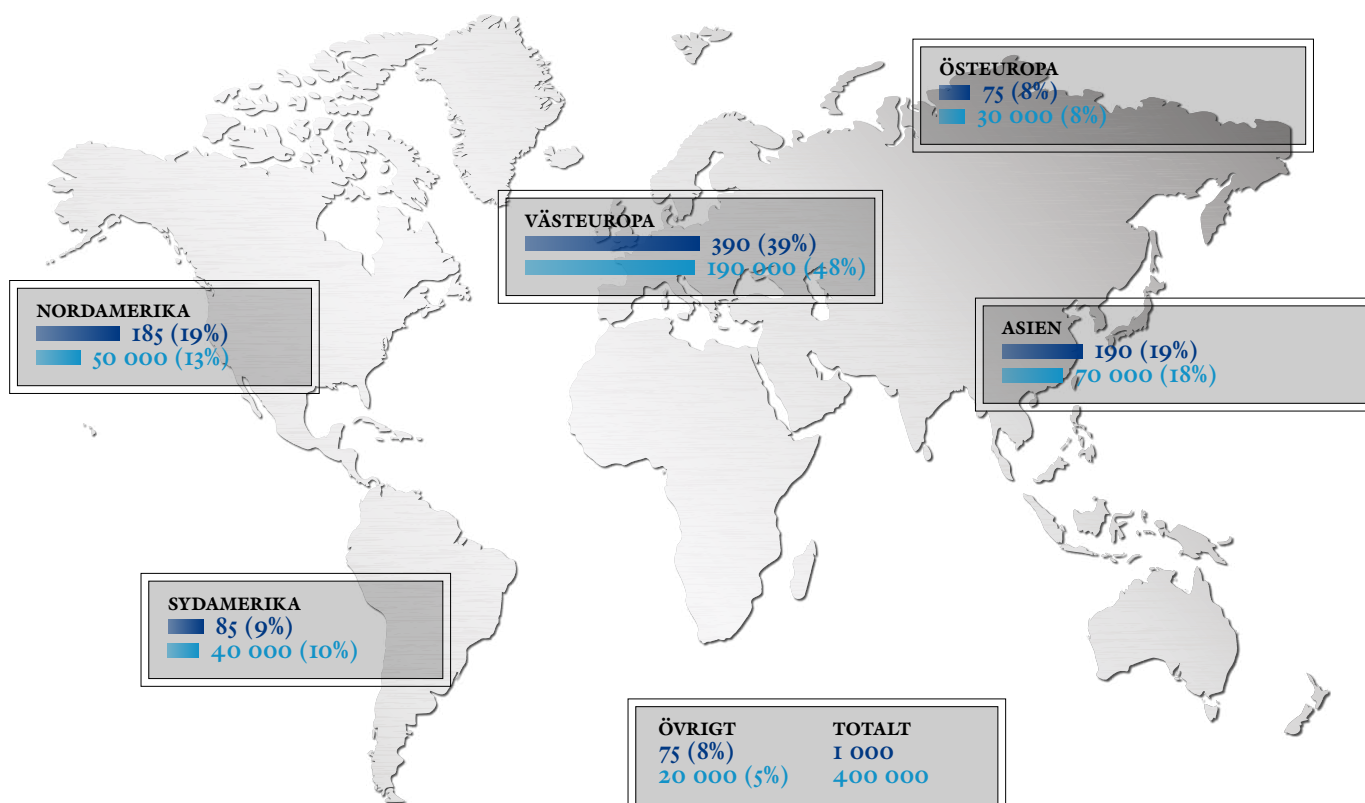 ÖSTEUROPA
75 (8%)
30 000 (8%)
VÄSTEUROPA
390 (39%)
190 000 (48%)
NORDAMERIKA
185 (19%)
50 000 (13%)
ASIEN
190 (19%)
70 000 (18%)
SYDAMERIKA
85 (9%)
40 000 (10%)
ÖVRIGT
75 (8%)
20 000 (5%)
TOTALT
1 000
400 000